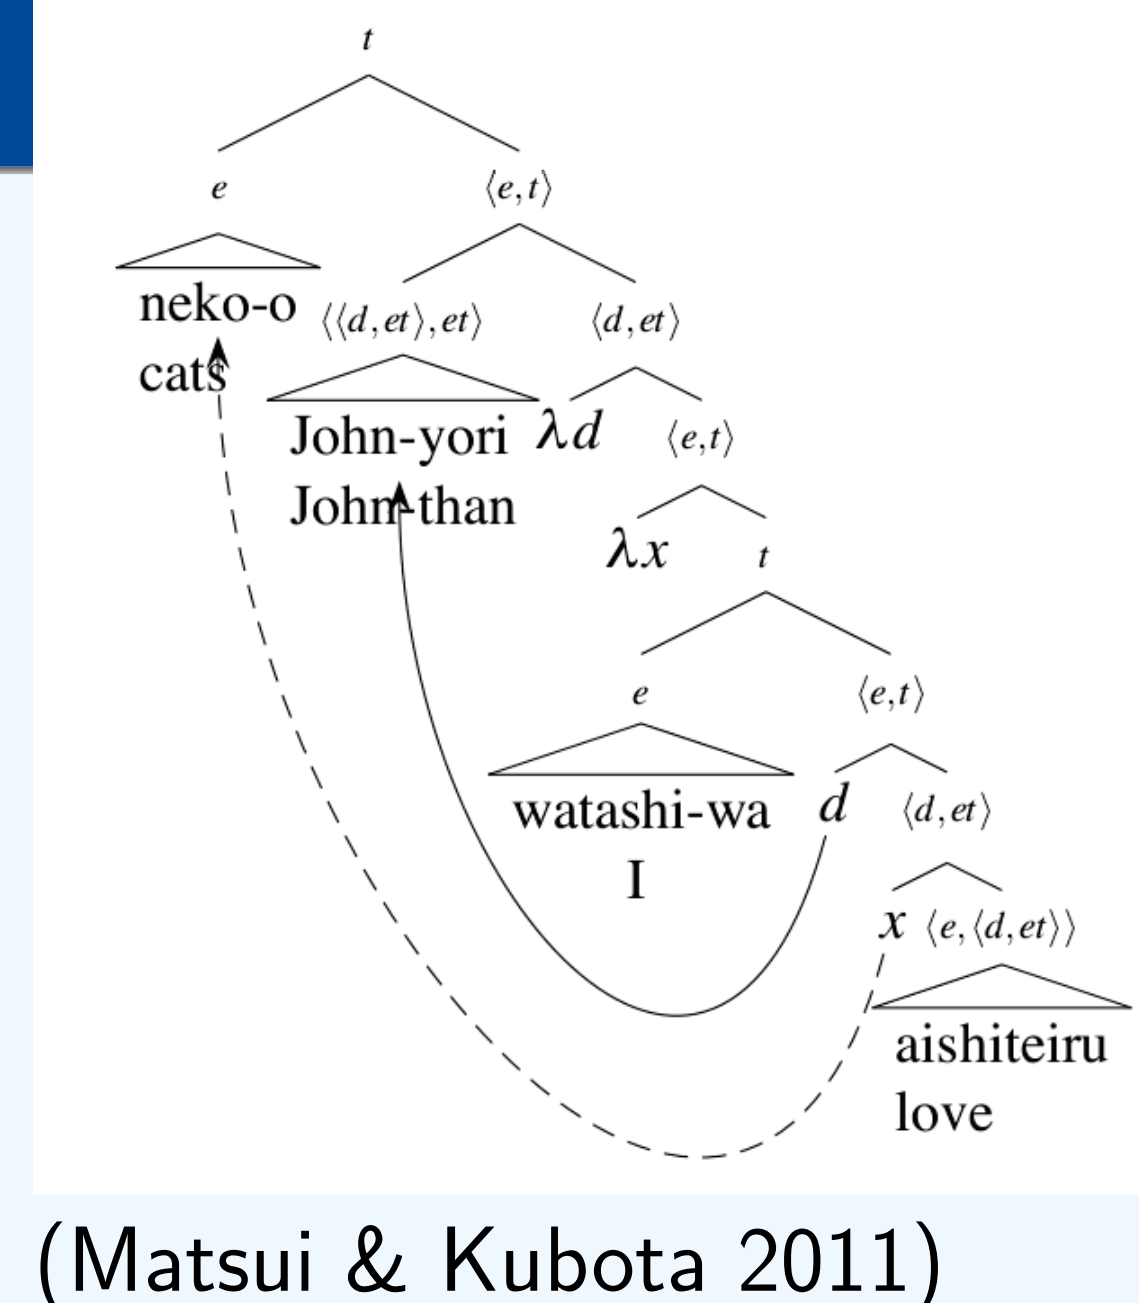 t
e ⟨e,t⟩
neko-o ⟨⟨d,et⟩,et⟩ ⟨d,et⟩
cats
John-yori λd ⟨e,t⟩
John-than
λx t
e ⟨e,t⟩
watashi-wa d ⟨d,et⟩
I
x ⟨e,⟨d,et⟩⟩
aishiteiru
love
(Matsui & Kubota 2011)